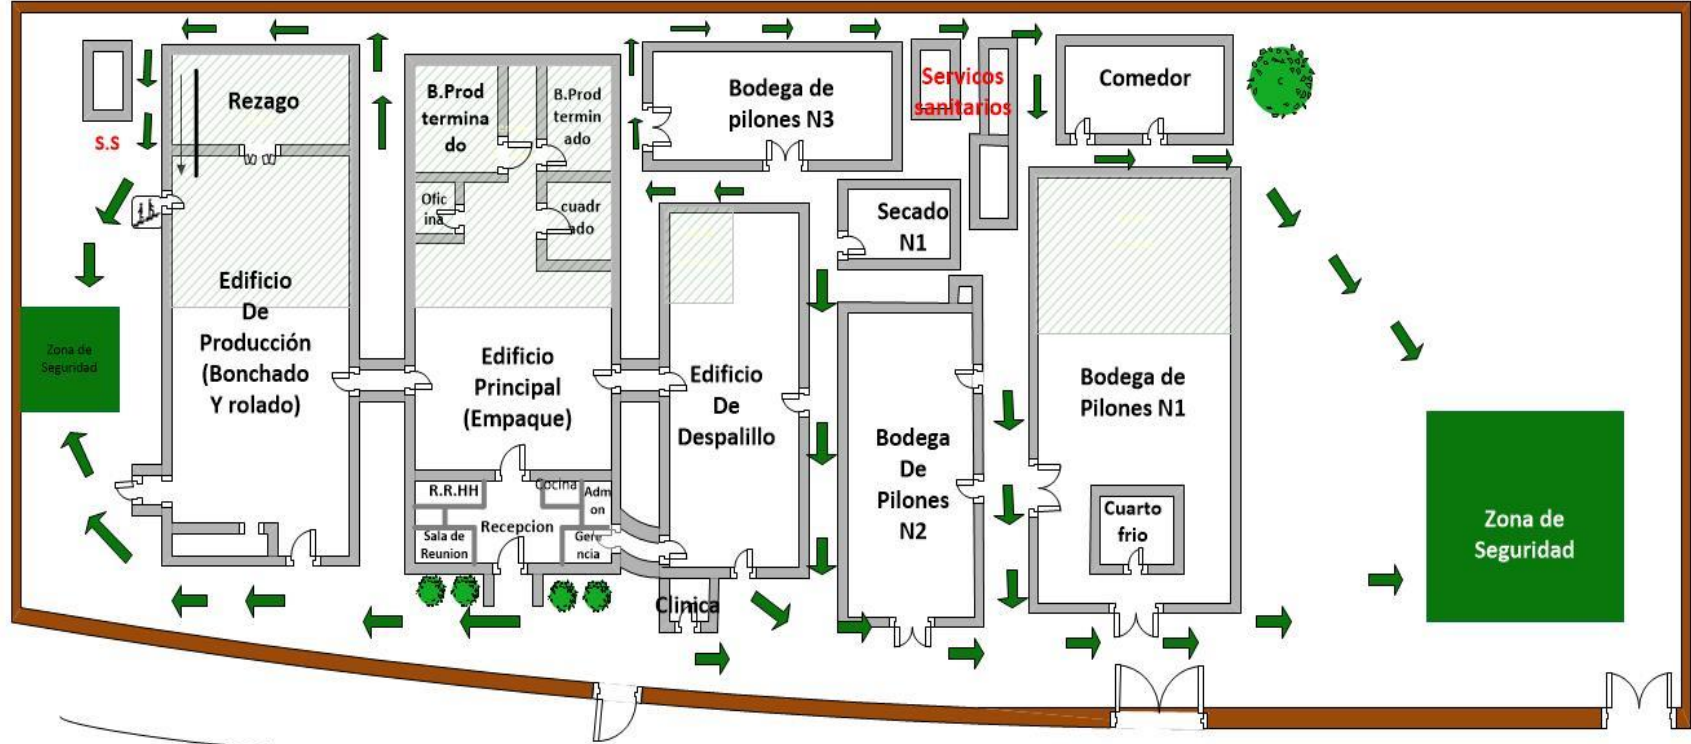 S.S
Rezago
Zona de
Seguridad
Edificio
De
Producción
(Bonchado
Y rolado)
B.Prod
termina
do
B.Prod
termin
ado
Ofic
ina
cuadr
ado
Edificio
Principal
(Empaque)
R.R.HH
Cocina
Adm
on
Recepcion
Sala de
Reunion
Gere
ncia
Bodega de
pilones N3
Servicos
sanitarios
Comedor
C
Secado
N1
Edificio
De
Despalillo
Clinica
Bodega
De
Pilones
N2
Bodega de
Pilones N1
Cuarto
frio
Zona de
Seguridad